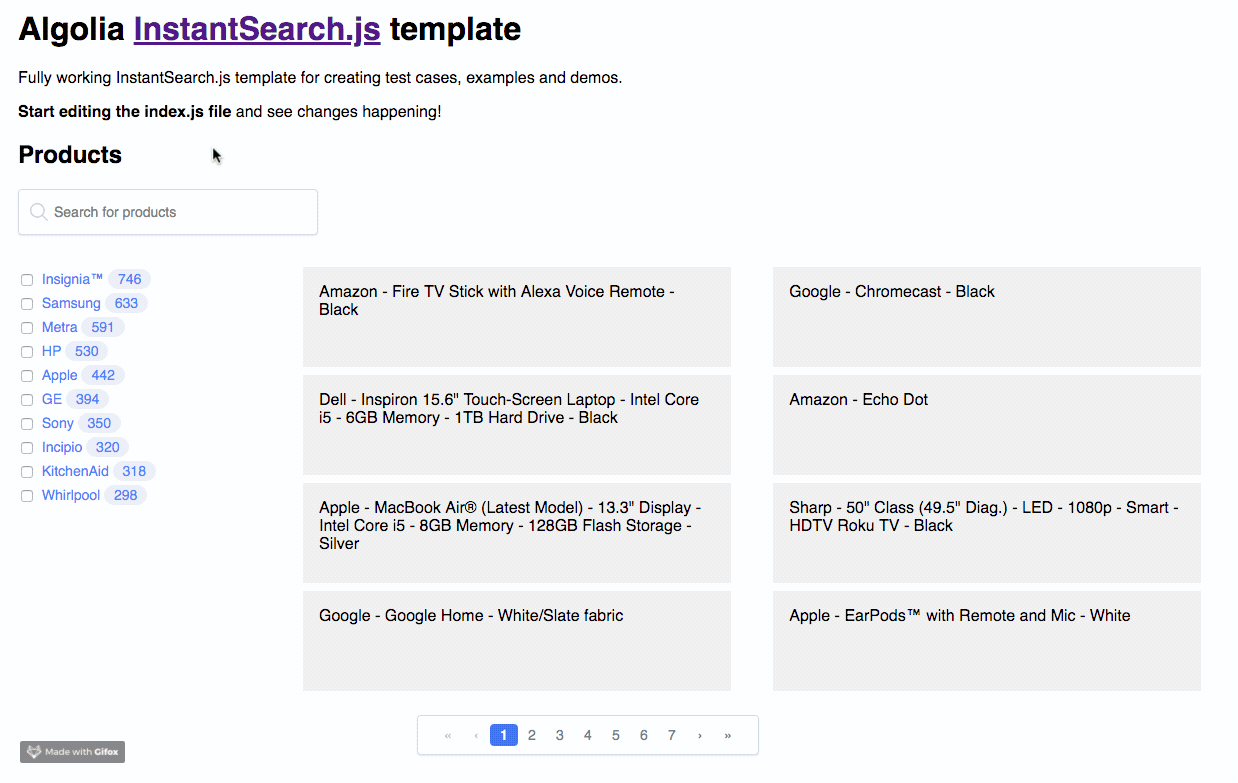 Algolia InstantSearch.js template
Fully working InstantSearch.js template for creating test cases, examples and demos.
Start editing the index.js file and see changes happening!
Products
Search for products
Insignia™ 746
Samsung 633
Metra 591
HP 530
Apple 442
GE 394
Sony 350
Incipio 320
KitchenAid 318
Whirlpool 298
Amazon - Fire TV Stick with Alexa Voice Remote -
Black
Google - Chromecast - Black
Dell - Inspiron 15.6" Touch-Screen Laptop - Intel Core
i5 - 6GB Memory - 1TB Hard Drive - Black
Amazon - Echo Dot
Apple - MacBook Air® (Latest Model) - 13.3" Display -
Intel Core i5 - 8GB Memory - 128GB Flash Storage -
Silver
Sharp - 50" Class (49.5" Diag.) - LED - 1080p - Smart -
HDTV Roku TV - Black
Google - Google Home - White/Slate fabric
Apple - EarPods™ with Remote and Mic - White
« ‹ 1 2 3 4 5 6 7 › »
Made with Gifox